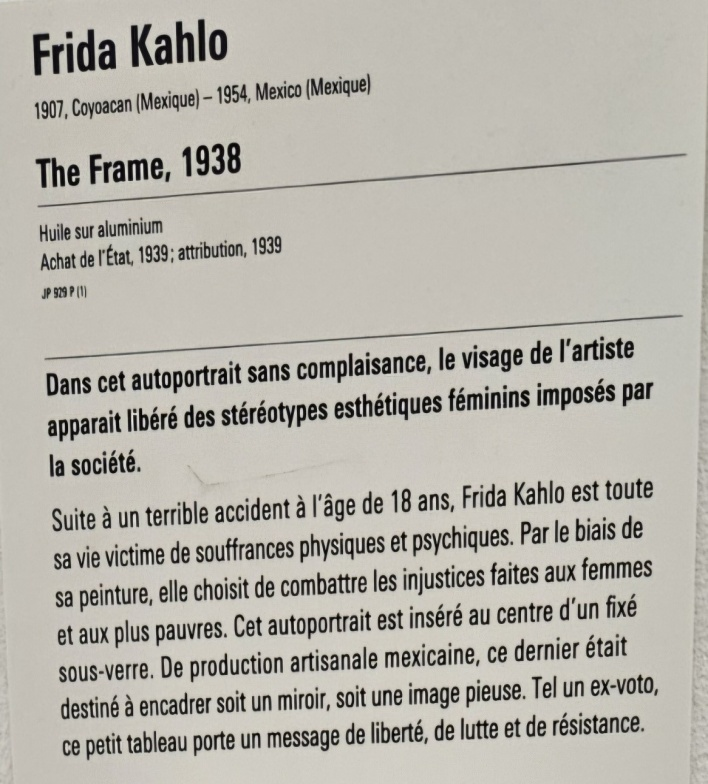 Frida Kahlo
1907, Coyoacan (Mexique) – 1954, Mexico (Mexique)
The Frame, 1938
Huile sur aluminium
Achat de l'État, 1939 ; attribution, 1939
JP 929 P (1)
Dans cet autoportrait sans complaisance, le visage de l'artiste
apparait libéré des stéréotypes esthétiques féminins imposés par
la société.
Suite à un terrible accident à l'âge de 18 ans, Frida Kahlo est toute
sa vie victime de souffrances physiques et psychiques. Par le biais de
sa peinture, elle choisit de combattre les injustices faites aux femmes
et aux plus pauvres. Cet autoportrait est inséré au centre d'un fixé
sous-verre. De production artisanale mexicaine, ce dernier était
destiné à encadrer soit un miroir, soit une image pieuse. Tel un ex-voto,
ce petit tableau porte un message de liberté, de lutte et de résistance.